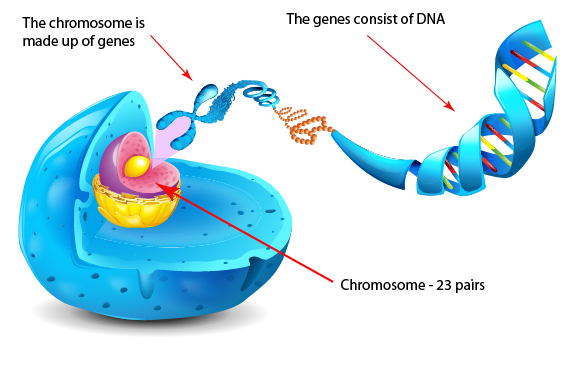 The chromosome is
made up of genes
The genes consist of DNA
Chromosome - 23 pairs